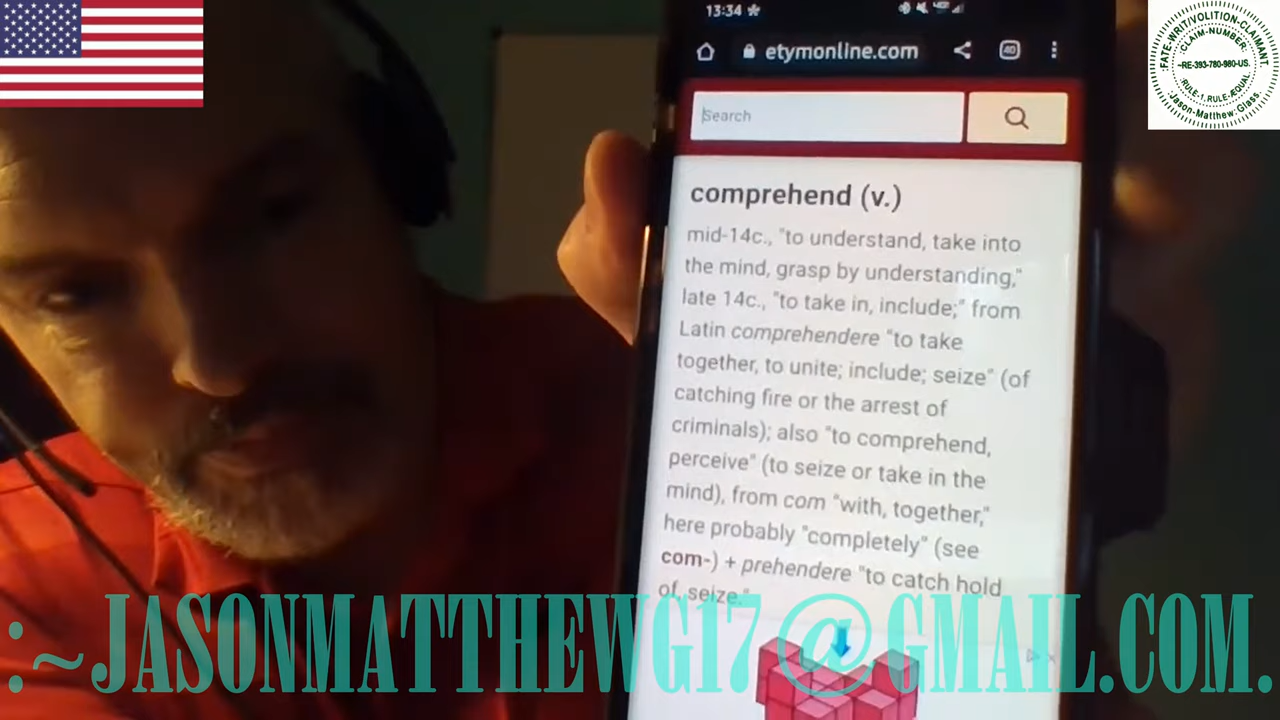 13:34
40
etymonline.com
Search
comprehend (v.)
mid-14c., "to understand, take into
the mind, grasp by understanding,"
late 14c., "to take in, include;" from
Latin comprehendere "to take
together, to unite; include; seize" (of
catching fire or the arrest of
criminals); also "to comprehend,
perceive" (to seize or take in the
mind), from com "with, together,"
here probably "completely" (see
com-) + prehendere "to catch hold
of, seize."
: ~JASONMATTHEWG17@GMAIL.COM.
:FATE-WRIT/VOLITION-CLAIMANT.
CLAIM-NUMBER:
~RE-393-780-980-US.
:RULE-1, RULE-ÆQUAL.
:Jason-Matthew: Glass.